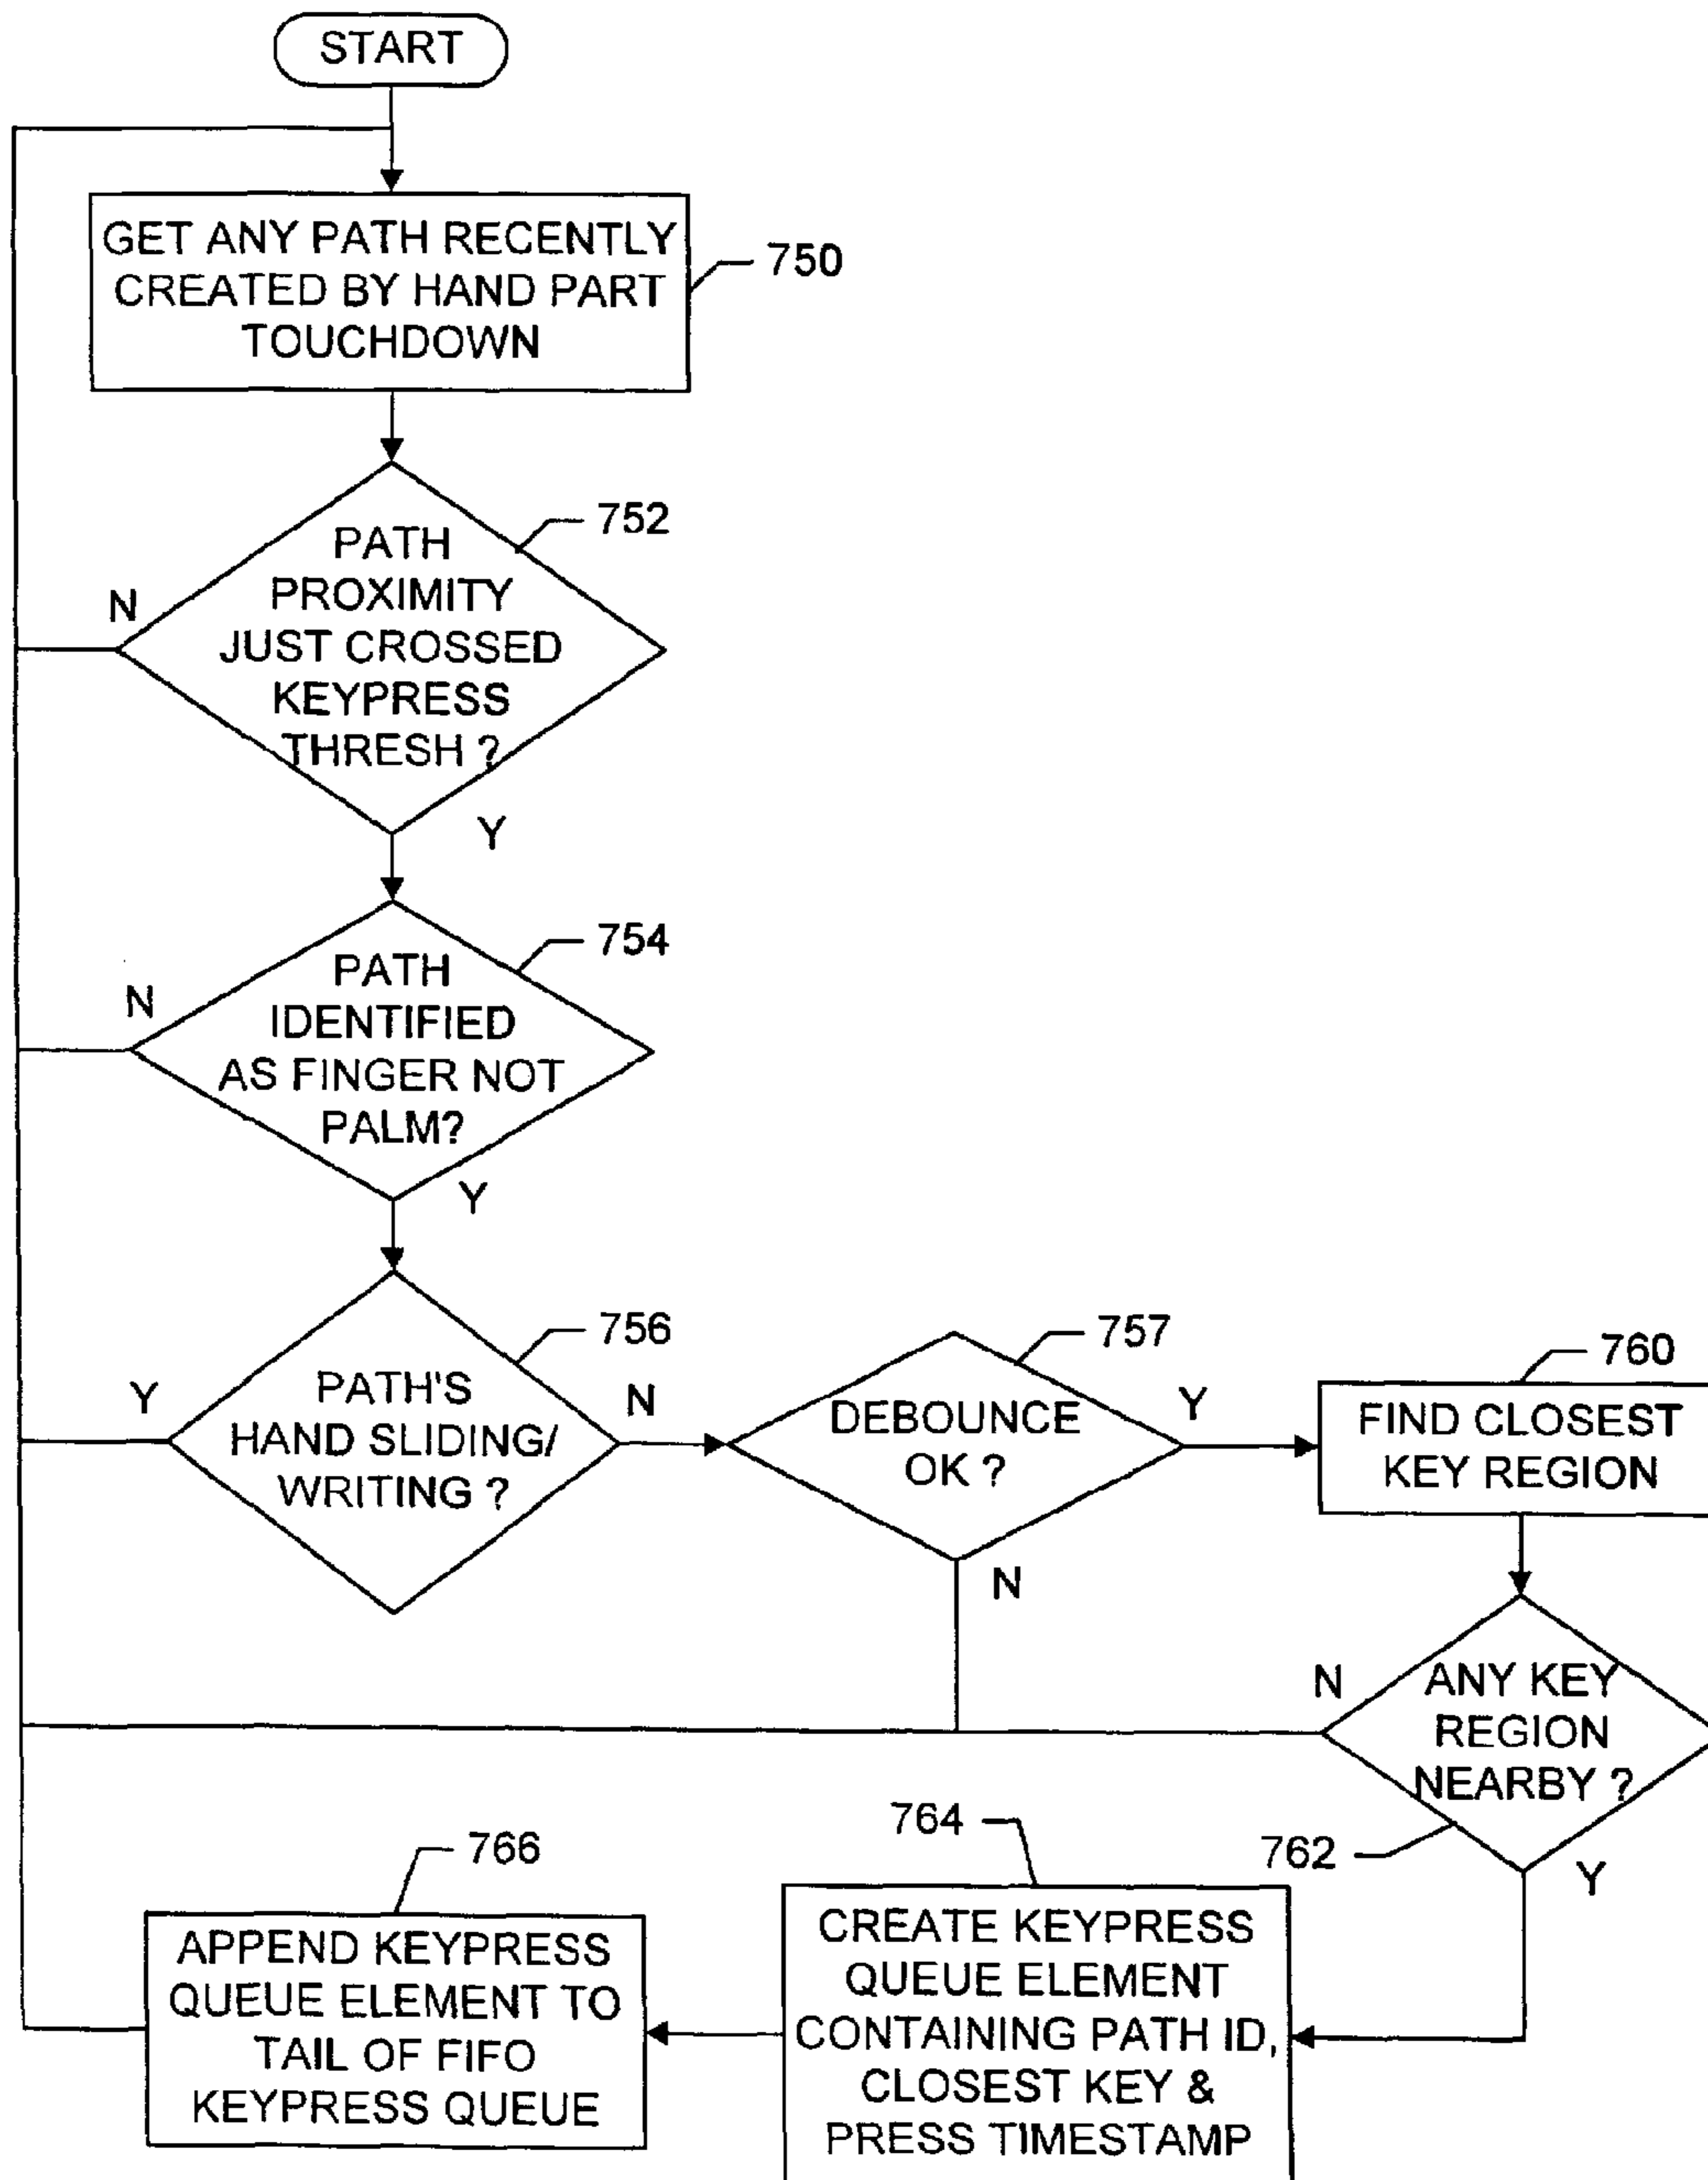 START
GET ANY PATH RECENTLY
CREATED BY HAND PART
TOUCHDOWN
750
752
PATH
PROXIMITY
JUST CROSSED
KEYPRESS
THRESH ?
N
Y
754
PATH
IDENTIFIED
AS FINGER NOT
PALM?
N
Y
756
PATH'S
HAND SLIDING/
WRITING ?
Y
N
757
DEBOUNCE
OK ?
Y
N
760
FIND CLOSEST
KEY REGION
ANY KEY
REGION
NEARBY ?
N
762
Y
764
CREATE KEYPRESS
QUEUE ELEMENT
CONTAINING PATH ID,
CLOSEST KEY &
PRESS TIMESTAMP
766
APPEND KEYPRESS
QUEUE ELEMENT TO
TAIL OF FIFO
KEYPRESS QUEUE